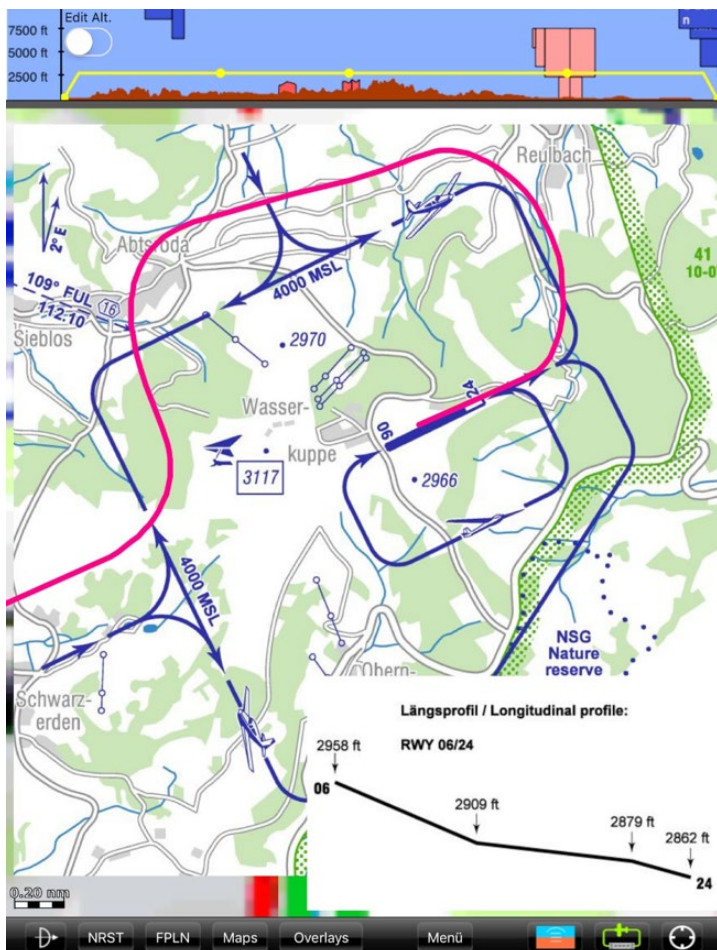 Edit Alt.
7500 ft
5000 ft
2500 ft
n
Reulbach
2° E
Abtsroda
41
10-0
4000 MSL
109° FUL 16
112.10
Sieblos
2970
24
Wasser-
kuppe
06
3117
2966
4000 MSL
NSG
Nature
reserve
Obern-
Schwarz-
erden
Längsprofil / Longitudinal profile:
RWY 06/24
2958 ft
06
2909 ft
2879 ft
2862 ft
24
0.20 nm
D
NRST
FPLN
Maps
Overlays
Menü